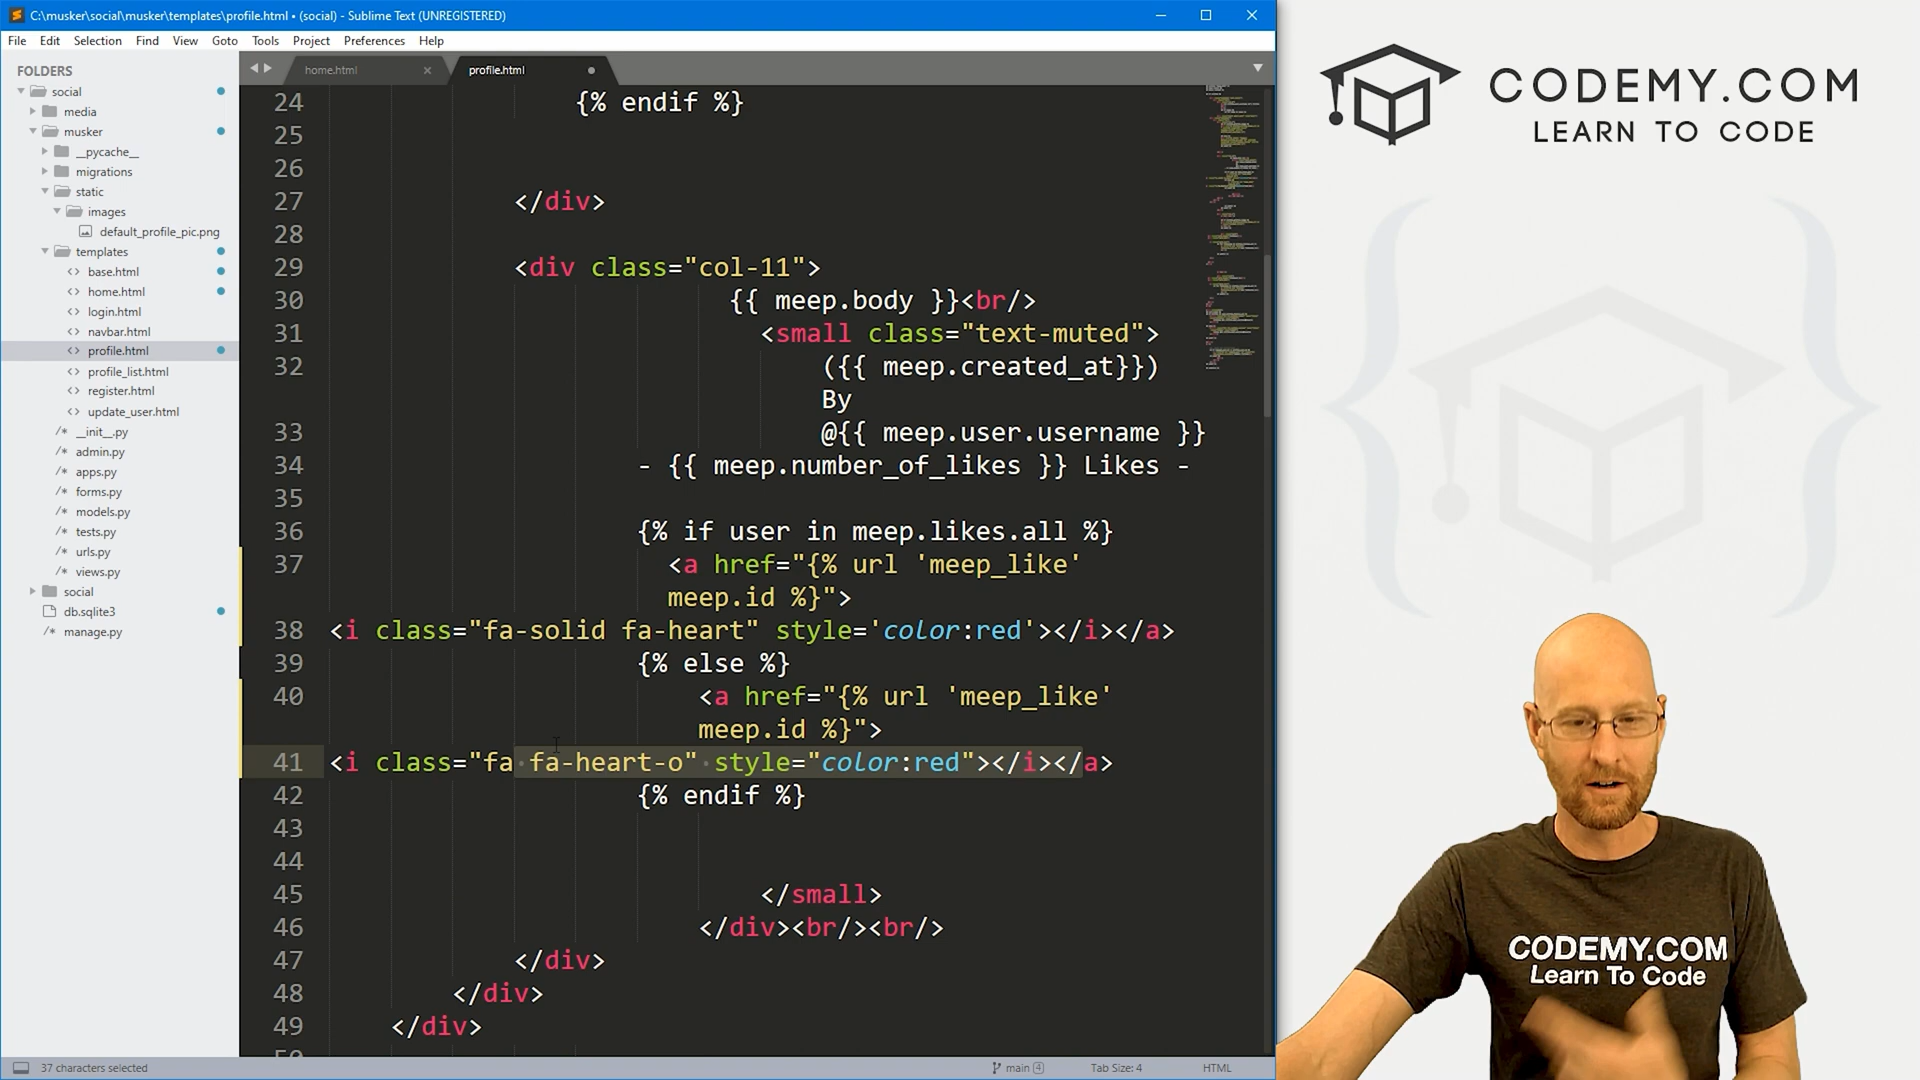 C:\musker\social\musker\templates\profile.html • (social) - Sublime Text (UNREGISTERED)
File Edit Selection Find View Goto Tools Project Preferences Help
FOLDERS
social
media
musker
__pycache__
migrations
static
images
default_profile_pic.png
templates
base.html
home.html
login.html
navbar.html
profile.html
profile_list.html
register.html
update_user.html
__init__.py
admin.py
apps.py
forms.py
models.py
tests.py
urls.py
views.py
social
db.sqlite3
manage.py
home.html
profile.html
24 {% endif %}
25
26
27 </div>
28
29 <div class="col-11">
30 {{ meep.body }}<br/>
31 <small class="text-muted">
32 ({{ meep.created_at}})
By
33 @{{ meep.user.username }}
34 - {{ meep.number_of_likes }} Likes -
35
36 {% if user in meep.likes.all %}
37 <a href="{% url 'meep_like'
meep.id %}">
38 <i class="fa-solid fa-heart" style='color:red'></i></a>
39 {% else %}
40 <a href="{% url 'meep_like'
meep.id %}">
41 <i class="fa fa-heart-o" style="color:red"></i></a>
42 {% endif %}
43
44
45 </small>
46 </div><br/><br/>
47 </div>
48 </div>
49 </div>
37 characters selected
main 4
Tab Size: 4
HTML
CODEMY.COM
LEARN TO CODE
CODEMY.COM
Learn To Code